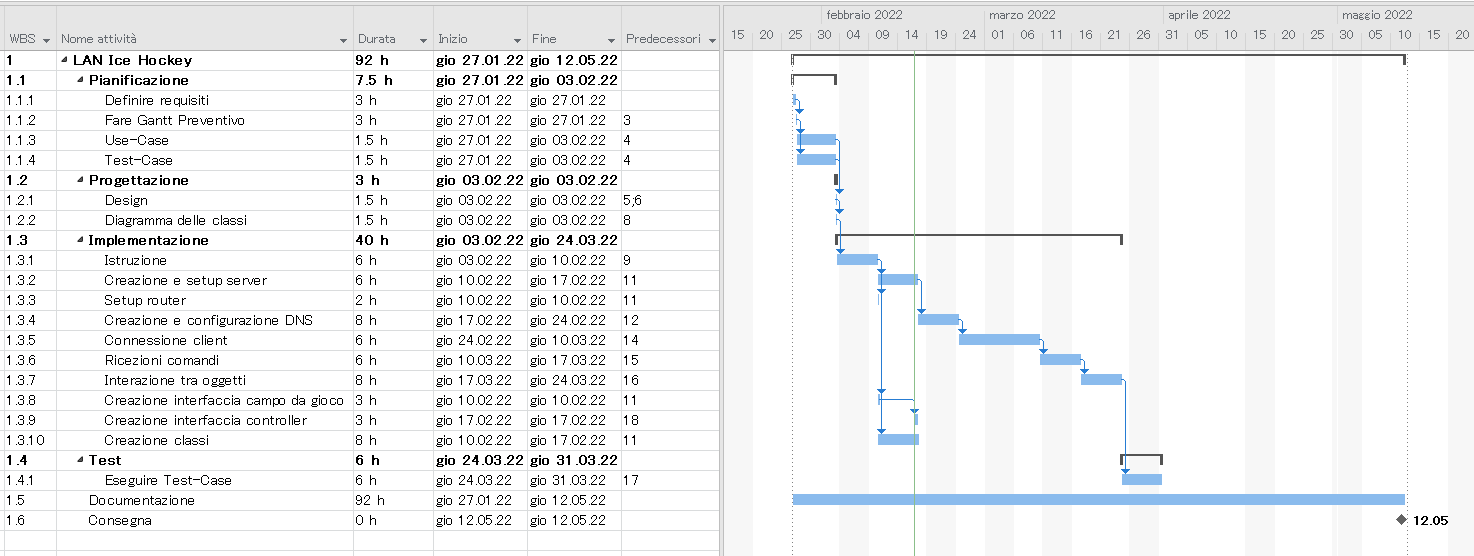 febbraio 2022 marzo 2022 aprile 2022 maggio 2022
WBS Nome attività Durata Inizio Fine Predecessori 15 20 25 30 04 09 14 19 24 01 06 11 16 21 26 31 05 10 15 20 25 30 05 10 15 20
1 LAN Ice Hockey 92 h gio 27.01.22 gio 12.05.22
1.1 Pianificazione 7.5 h gio 27.01.22 gio 03.02.22
1.1.1 Definire requisiti 3 h gio 27.01.22 gio 27.01.22
1.1.2 Fare Gantt Preventivo 3 h gio 27.01.22 gio 27.01.22 3
1.1.3 Use-Case 1.5 h gio 27.01.22 gio 03.02.22 4
1.1.4 Test-Case 1.5 h gio 27.01.22 gio 03.02.22 4
1.2 Progettazione 3 h gio 03.02.22 gio 03.02.22
1.2.1 Design 1.5 h gio 03.02.22 gio 03.02.22 5;6
1.2.2 Diagramma delle classi 1.5 h gio 03.02.22 gio 03.02.22 8
1.3 Implementazione 40 h gio 03.02.22 gio 24.03.22
1.3.1 Istruzione 6 h gio 03.02.22 gio 10.02.22 9
1.3.2 Creazione e setup server 6 h gio 10.02.22 gio 17.02.22 11
1.3.3 Setup router 2 h gio 10.02.22 gio 10.02.22 11
1.3.4 Creazione e configurazione DNS 8 h gio 17.02.22 gio 24.02.22 12
1.3.5 Connessione client 6 h gio 24.02.22 gio 10.03.22 14
1.3.6 Ricezioni comandi 6 h gio 10.03.22 gio 17.03.22 15
1.3.7 Interazione tra oggetti 8 h gio 17.03.22 gio 24.03.22 16
1.3.8 Creazione interfaccia campo da gioco 3 h gio 10.02.22 gio 10.02.22 11
1.3.9 Creazione interfaccia controller 3 h gio 17.02.22 gio 17.02.22 18
1.3.10 Creazione classi 8 h gio 10.02.22 gio 17.02.22 11
1.4 Test 6 h gio 24.03.22 gio 31.03.22
1.4.1 Eseguire Test-Case 6 h gio 24.03.22 gio 31.03.22 17
1.5 Documentazione 92 h gio 27.01.22 gio 12.05.22
1.6 Consegna 0 h gio 12.05.22 gio 12.05.22 12.05